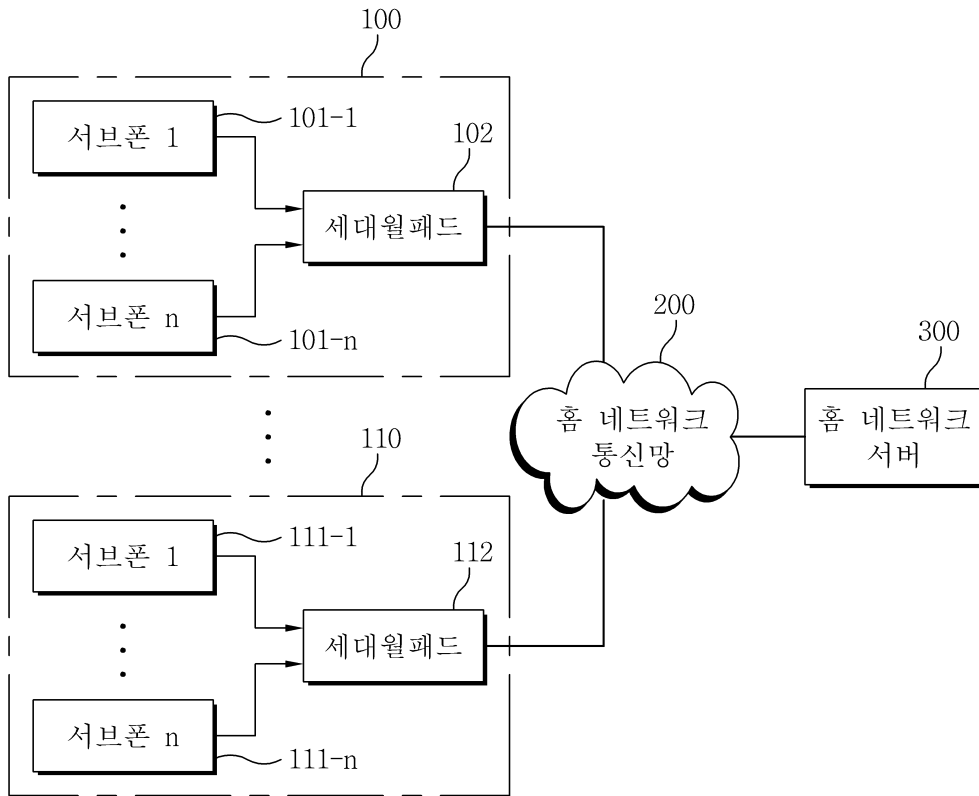 100
서브폰 1
101-1
102
세대월패드
서브폰 n
101-n
200
홈 네트워크
통신망
300
홈 네트워크
서버
110
서브폰 1
111-1
112
세대월패드
서브폰 n
111-n